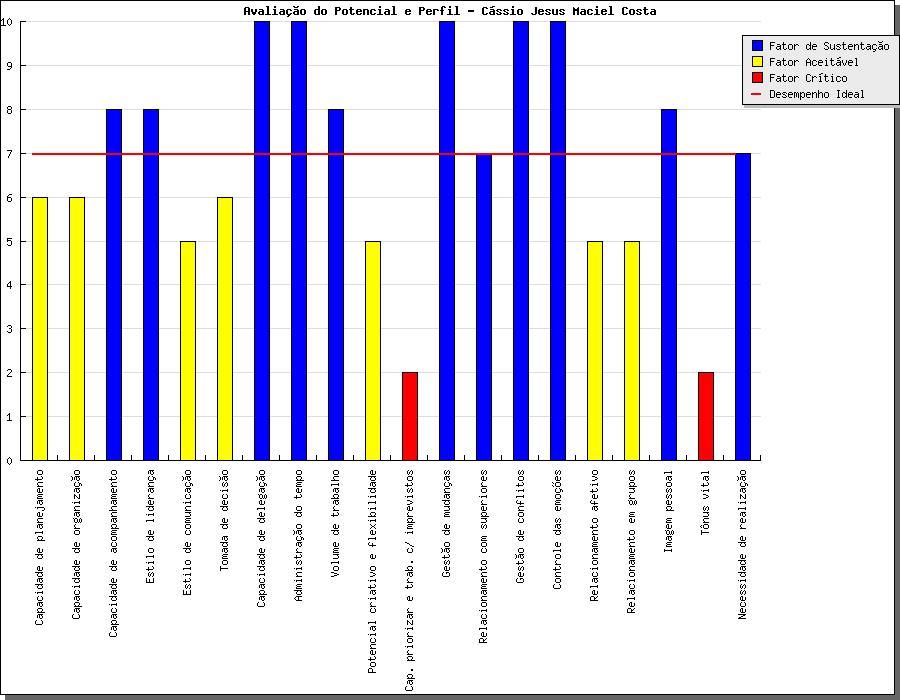 Avaliação do Potencial e Perfil - Cássio Jesus Maciel Costa
Fator de Sustentação
Fator Aceitável
Fator Crítico
Desempenho Ideal
10
9
8
7
6
5
4
3
2
1
0
Capacidade de planejamento
Capacidade de organização
Capacidade de acompanhamento
Estilo de liderança
Estilo de comunicação
Tomada de decisão
Capacidade de delegação
Administração do tempo
Volume de trabalho
Potencial criativo e flexibilidade
Cap. priorizar e trab. c/ imprevistos
Gestão de mudanças
Relacionamento com superiores
Gestão de conflitos
Controle das emoções
Relacionamento afetivo
Relacionamento em grupos
Imagem pessoal
Tônus vital
Necessidade de realização